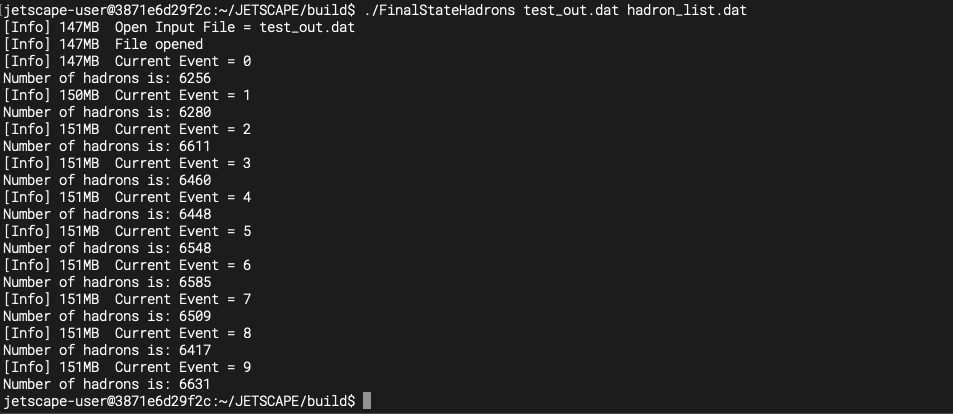 jetscape-user@3871e6d29f2c:~/JETSCAPE/build$ ./FinalStateHadrons test_out.dat hadron_list.dat
[Info] 147MB  Open Input File = test_out.dat
[Info] 147MB  File opened
[Info] 147MB  Current Event = 0
Number of hadrons is: 6256
[Info] 150MB  Current Event = 1
Number of hadrons is: 6280
[Info] 151MB  Current Event = 2
Number of hadrons is: 6611
[Info] 151MB  Current Event = 3
Number of hadrons is: 6460
[Info] 151MB  Current Event = 4
Number of hadrons is: 6448
[Info] 151MB  Current Event = 5
Number of hadrons is: 6548
[Info] 151MB  Current Event = 6
Number of hadrons is: 6585
[Info] 151MB  Current Event = 7
Number of hadrons is: 6509
[Info] 151MB  Current Event = 8
Number of hadrons is: 6417
[Info] 151MB  Current Event = 9
Number of hadrons is: 6631
jetscape-user@3871e6d29f2c:~/JETSCAPE/build$